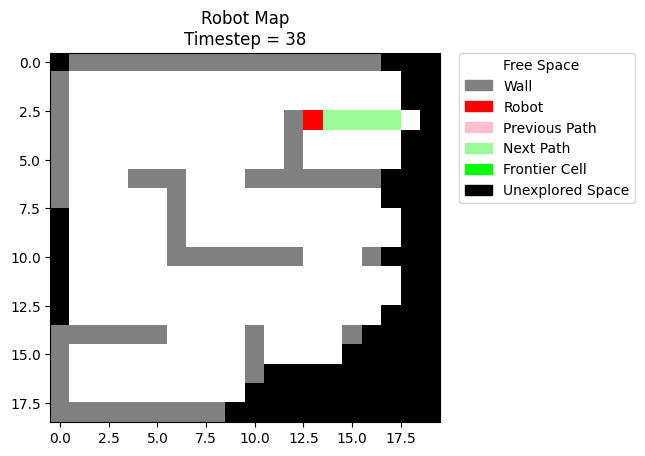 Robot Map
Timestep = 38
0.0
2.5
5.0
7.5
10.0
12.5
15.0
17.5
0.0 2.5 5.0 7.5 10.0 12.5 15.0 17.5
Free Space
Wall
Robot
Previous Path
Next Path
Frontier Cell
Unexplored Space